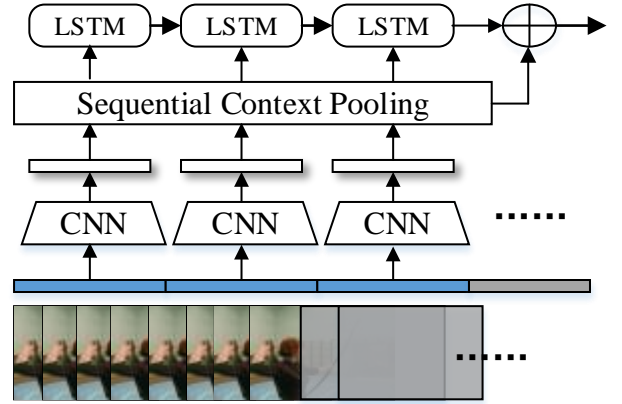 LSTM LSTM LSTM
Sequential Context Pooling
CNN CNN CNN ......
......